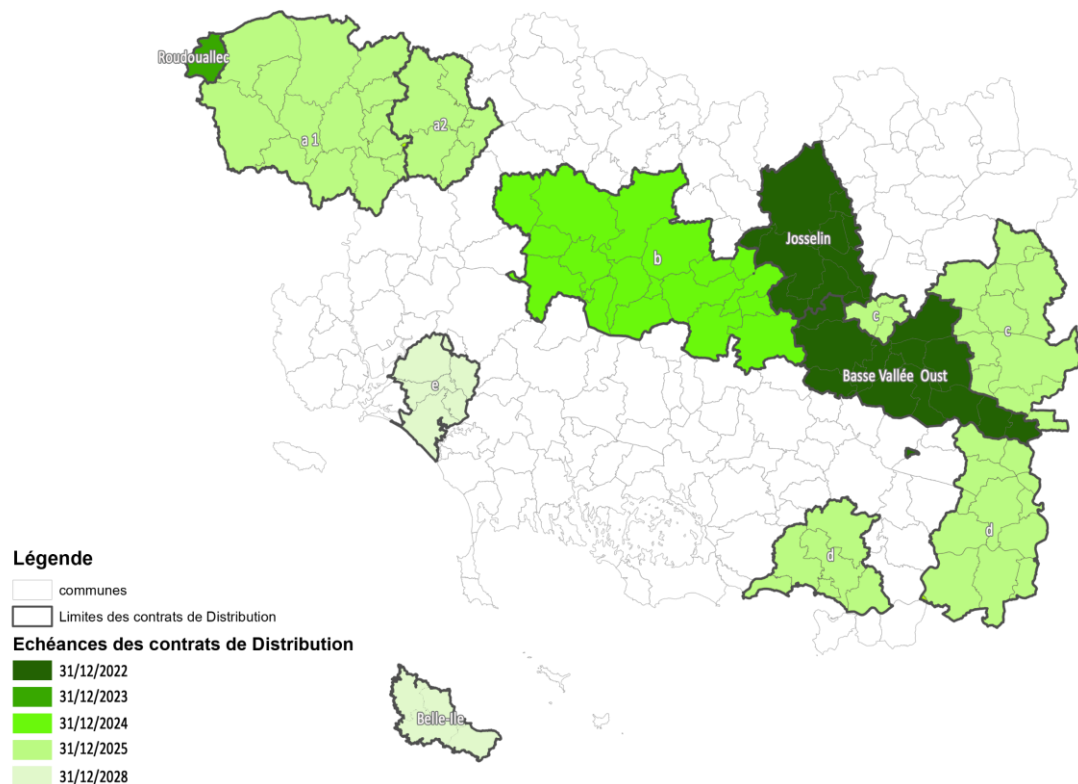 Roudouallec
a 1
a2
b
Josselin
c
c
Basse Vallée Oust
e
d
d
Belle-Ile
Légende
communes
Limites des contrats de Distribution
Echéances des contrats de Distribution
31/12/2022
31/12/2023
31/12/2024
31/12/2025
31/12/2028